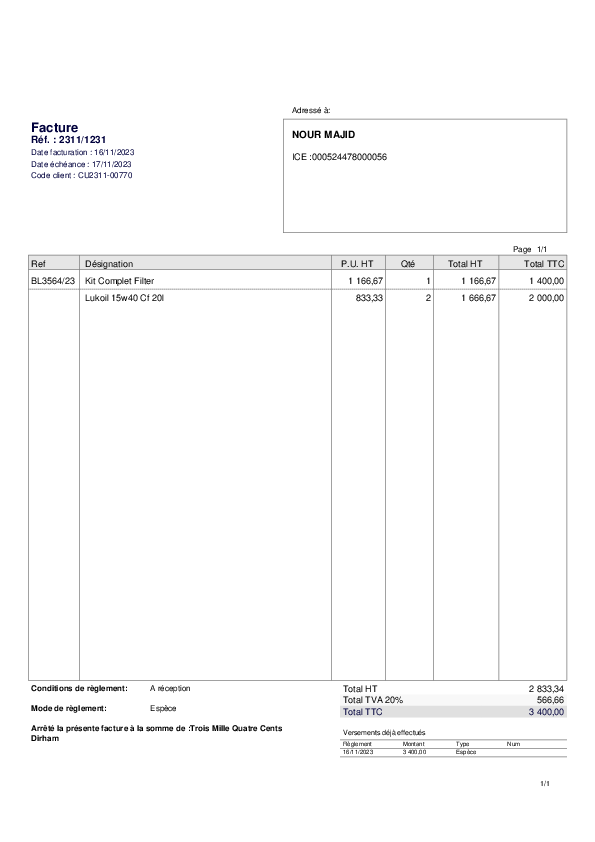 Adressé à:
Facture
Réf. : 2311/1231
Date facturation : 16/11/2023
Date échéance : 17/11/2023
Code client : CU2311-00770
NOUR MAJID
ICE :000524478000056
Page 1/1
Ref Désignation P.U. HT Qté Total HT Total TTC
BL3564/23 Kit Complet Filter 1 166,67 1 1 166,67 1 400,00
Lukoil 15w40 Cf 20l 833,33 2 1 666,67 2 000,00
Conditions de règlement: A réception
Mode de règlement: Espèce
Arrêté la présente facture à la somme de :Trois Mille Quatre Cents
Dirham
Total HT 2 833,34
Total TVA 20% 566,66
Total TTC 3 400,00
Versements déjà effectués
Règlement Montant Type Num
16/11/2023 3 400,00 Espèce
1/1